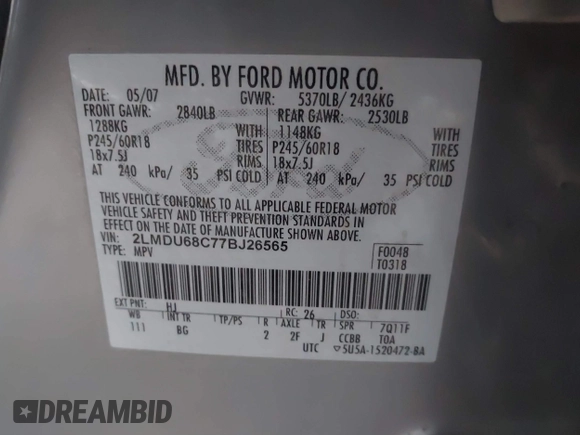 MFD. BY FORD MOTOR CO.
DATE: 05/07 GVWR: 5370LB/ 2436KG
FRONT GAWR: 2840LB REAR GAWR: 2530LB
1288KG WITH 1148KG WITH
P245/60R18 TIRES P245/60R18 TIRES
18x7.5J RIMS 18x7.5J RIMS
AT 240 kPa/ 35 PSI COLD AT 240 kPa/ 35 PSI COLD
THIS VEHICLE CONFORMS TO ALL APPLICABLE FEDERAL MOTOR
VEHICLE SAFETY AND THEFT PREVENTION STANDARDS IN
EFFECT ON THE DATE OF MANUFACTURE SHOWN ABOVE.
VIN: 2LMDU68C77BJ26565 F0048
TYPE: MPV T0318
EXT PNT: HJ RC: 26 DSO:
WB INT TR TP/PS R AXLE TR SPR 7Q11F
111 BG 2 2F J CCBB TOA
UTC ▽5U5A-1520472-BA
Ford
DREAMBID